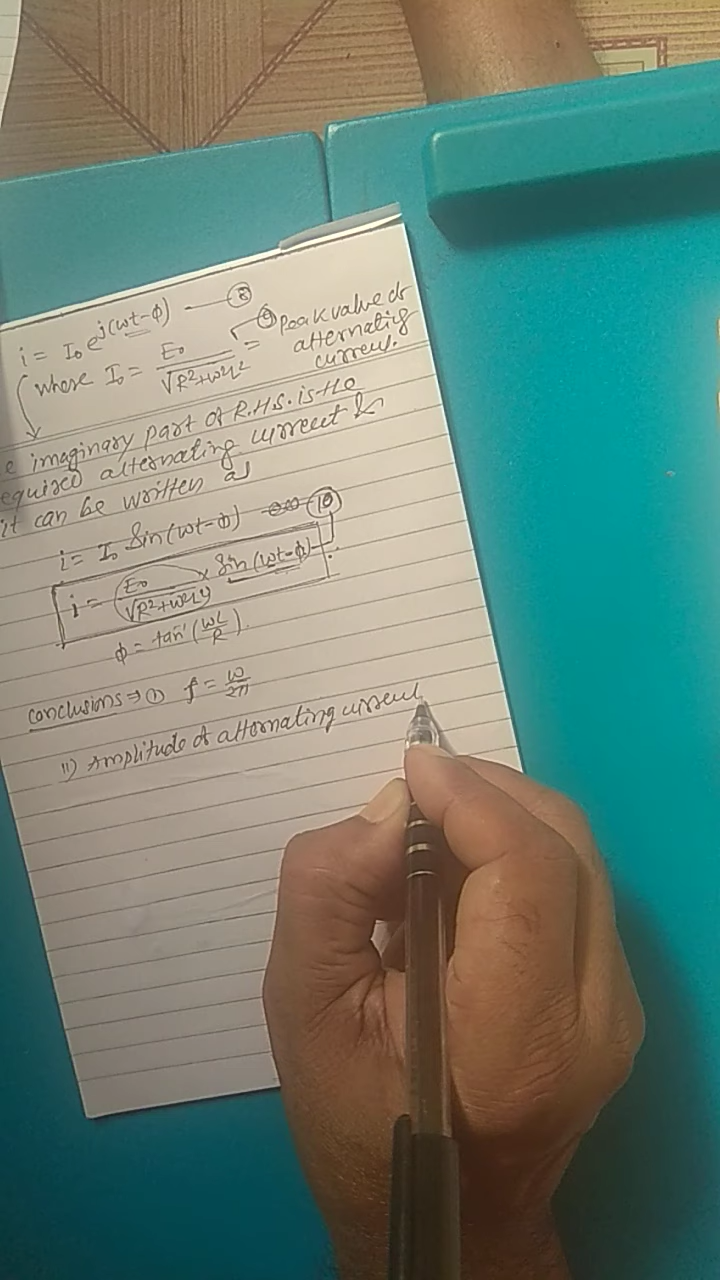 i = I₀ e^j(ωt-ϕ) — ⑧
where I₀ = E₀/√R²+ω²L² = ⑨ Peak value of
alternating
current.
e imaginary part of R.H.S. is the
equired alternating current &
it can be written as
i = I₀ Sin(ωt-ϕ) ⑩
i = E₀/√R²+ω²L² × Sin(ωt-ϕ)
ϕ = tan⁻¹(ωL/R).
Conclusions ⇒ ① f = ω/2π
ii) Amplitude of alternating current